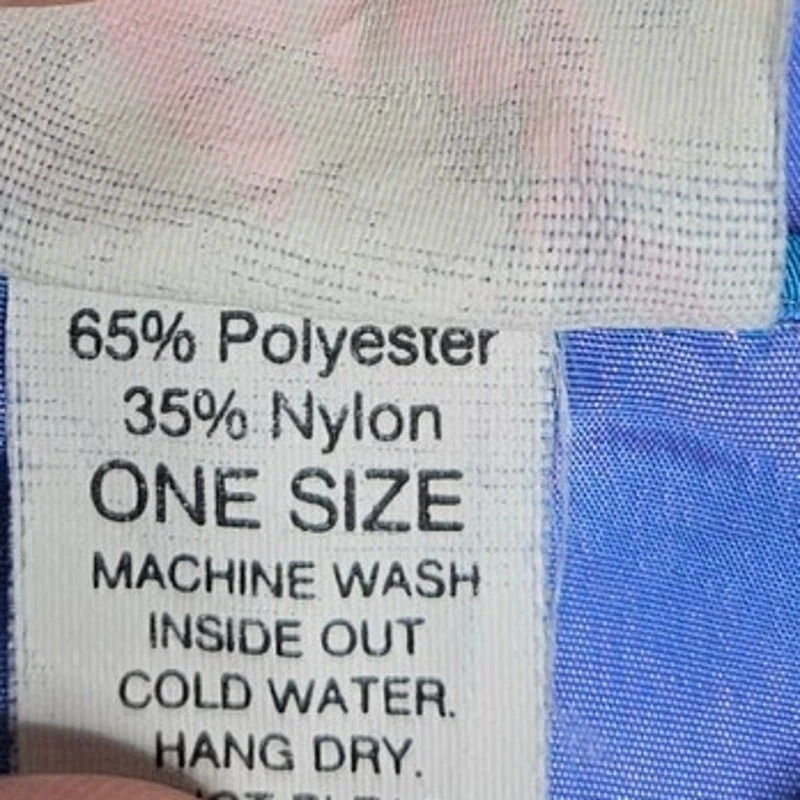 65% Polyester
35% Nylon
ONE SIZE
MACHINE WASH
INSIDE OUT
COLD WATER.
HANG DRY.